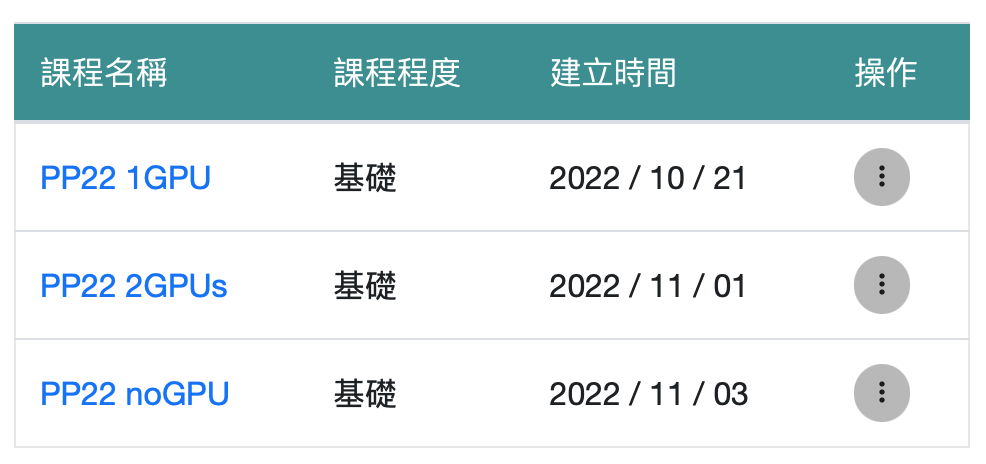 課程名稱 課程程度 建立時間 操作
PP22 1GPU 基礎 2022 / 10 / 21
PP22 2GPUs 基礎 2022 / 11 / 01
PP22 noGPU 基礎 2022 / 11 / 03